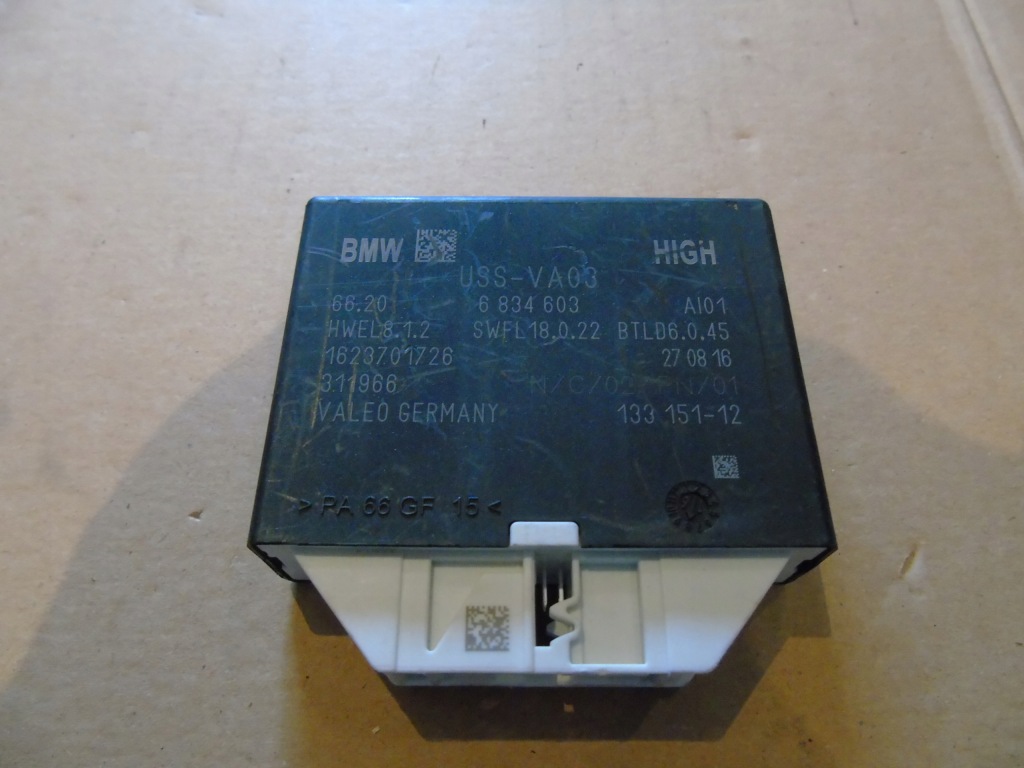 BMW HIGH
USS-VA03
66.20 6 834 603 AI01
HWEL8.1.2 SWFL18.0.22 BTLD6.0.45
1623701726 27 08 16
311966 N/01
VALEO GERMANY 133 151-12
> PA 66 GF 15 <